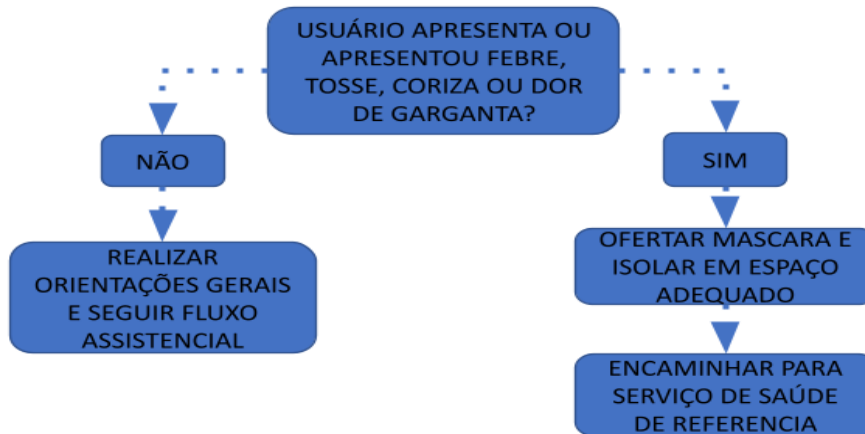 USUÁRIO APRESENTA OU
APRESENTOU FEBRE,
TOSSE, CORIZA OU DOR
DE GARGANTA?
NÃO
SIM
REALIZAR
ORIENTAÇÕES GERAIS
E SEGUIR FLUXO
ASSISTENCIAL
OFERTAR MASCARA E
ISOLAR EM ESPAÇO
ADEQUADO
ENCAMINHAR PARA
SERVIÇO DE SAÚDE
DE REFERENCIA